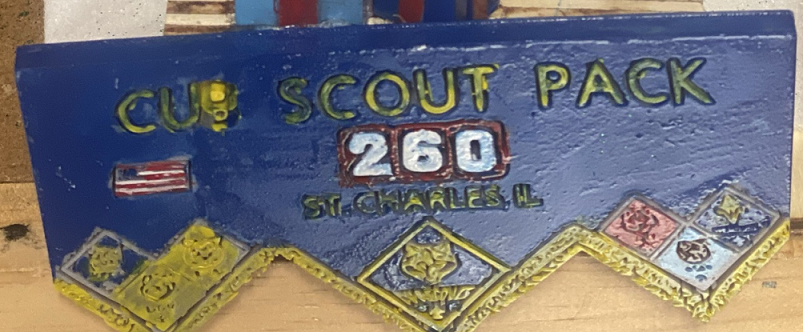 CUB SCOUT PACK
260
ST. CHARLES, IL